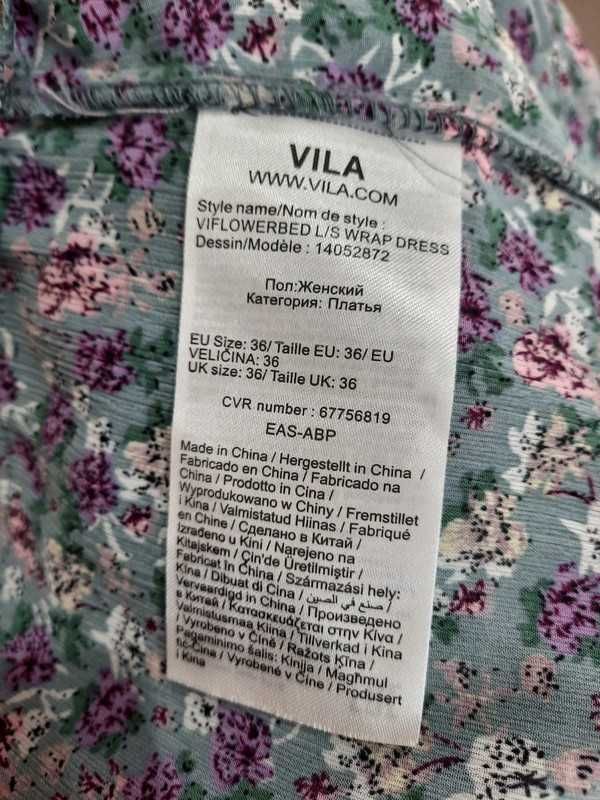 VILA
WWW.VILA.COM
Style name/Nom de style :
VIFLOWERBED L/S WRAP DRESS
Dessin/Modèle : 14052872
Пол:Женский
Категория: Платья
EU Size: 36/ Taille EU: 36/ EU
VELIČINA: 36
UK size: 36/ Taille UK: 36
CVR number : 67756819
EAS-ABP
Made in China / Hergestellt in China /
Fabricado en China / Fabricado na
China / Prodotto in Cina /
Wyprodukowano w Chiny / Fremstillet
i Kina / Valmistatud Hiinas / Fabriqué
en Chine / Сделано в Китай /
Izrađeno u Kini / Narejeno na
Kitajskem / Çin'de Üretilmiştir /
Fabricat în China / Származási hely:
Kína / Dibuat di Cina / صنع في الصين /
Vervaardigd in China / Произведено
в Китай / Κατασκευάζεται στην Κίνα /
Valmistusmaa Kiina / Tillverkad i Kina
/ Vyrobeno v Číně / Ražots Ķīna /
Pagaminimo šalis: Kinija / Magħmul
fiċ-Ċina / Vyrobené v Číne / Produsert
i Kina